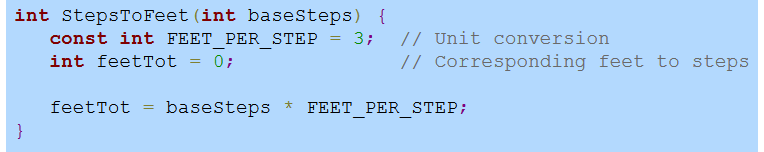 int StepsToFeet(int baseSteps) {
   const int FEET_PER_STEP = 3;  // Unit conversion
   int feetTot = 0;              // Corresponding feet to steps

   feetTot = baseSteps * FEET_PER_STEP;
}